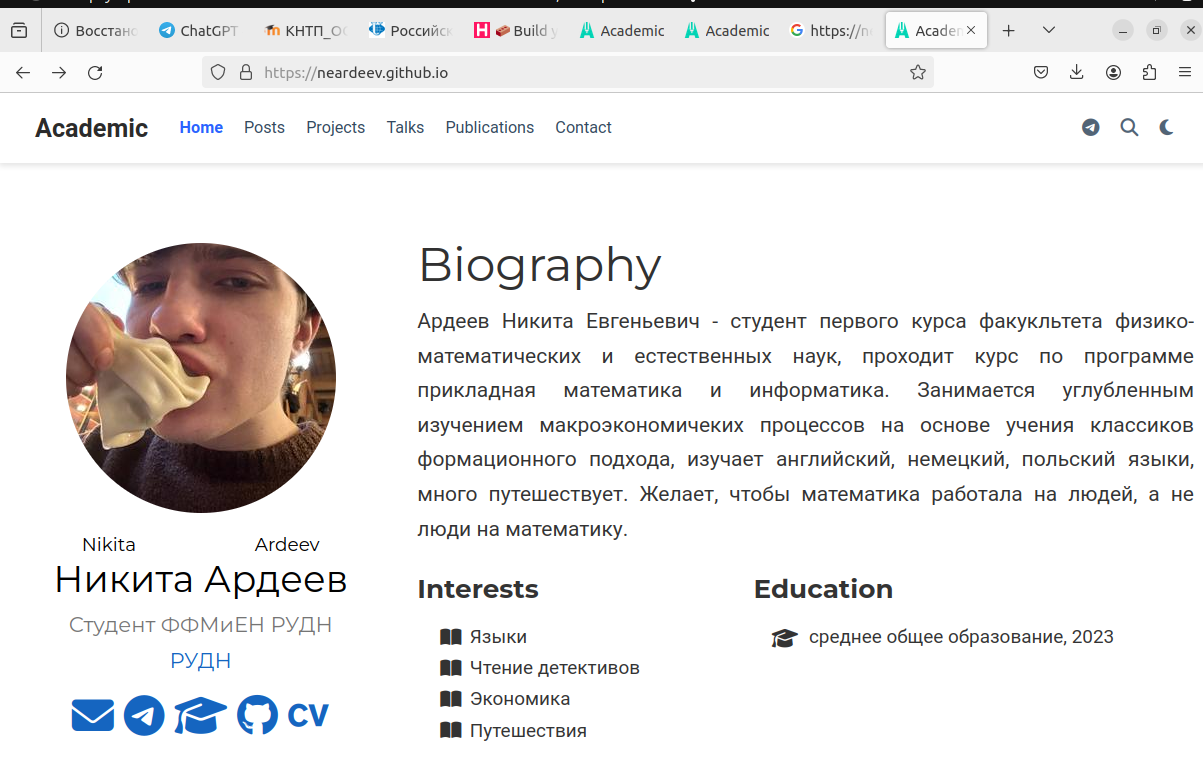 Восстано
ChatGPT
КНТП_ОС
Российск
Build y
Academic
Academic
https://ne
Academ
https://neardeev.github.io
Academic
Home Posts Projects Talks Publications Contact
Biography
Ардеев Никита Евгеньевич - студент первого курса факукльтета физико-
математических и естественных наук, проходит курс по программе
прикладная математика и информатика. Занимается углубленным
изучением макроэкономичеких процессов на основе учения классиков
формационного подхода, изучает английский, немецкий, польский языки,
много путешествует. Желает, чтобы математика работала на людей, а не
люди на математику.
Nikita Ardeev
Никита Ардеев
Студент ФФМиЕН РУДН
РУДН
CV
Interests
Языки
Чтение детективов
Экономика
Путешествия
Education
среднее общее образование, 2023